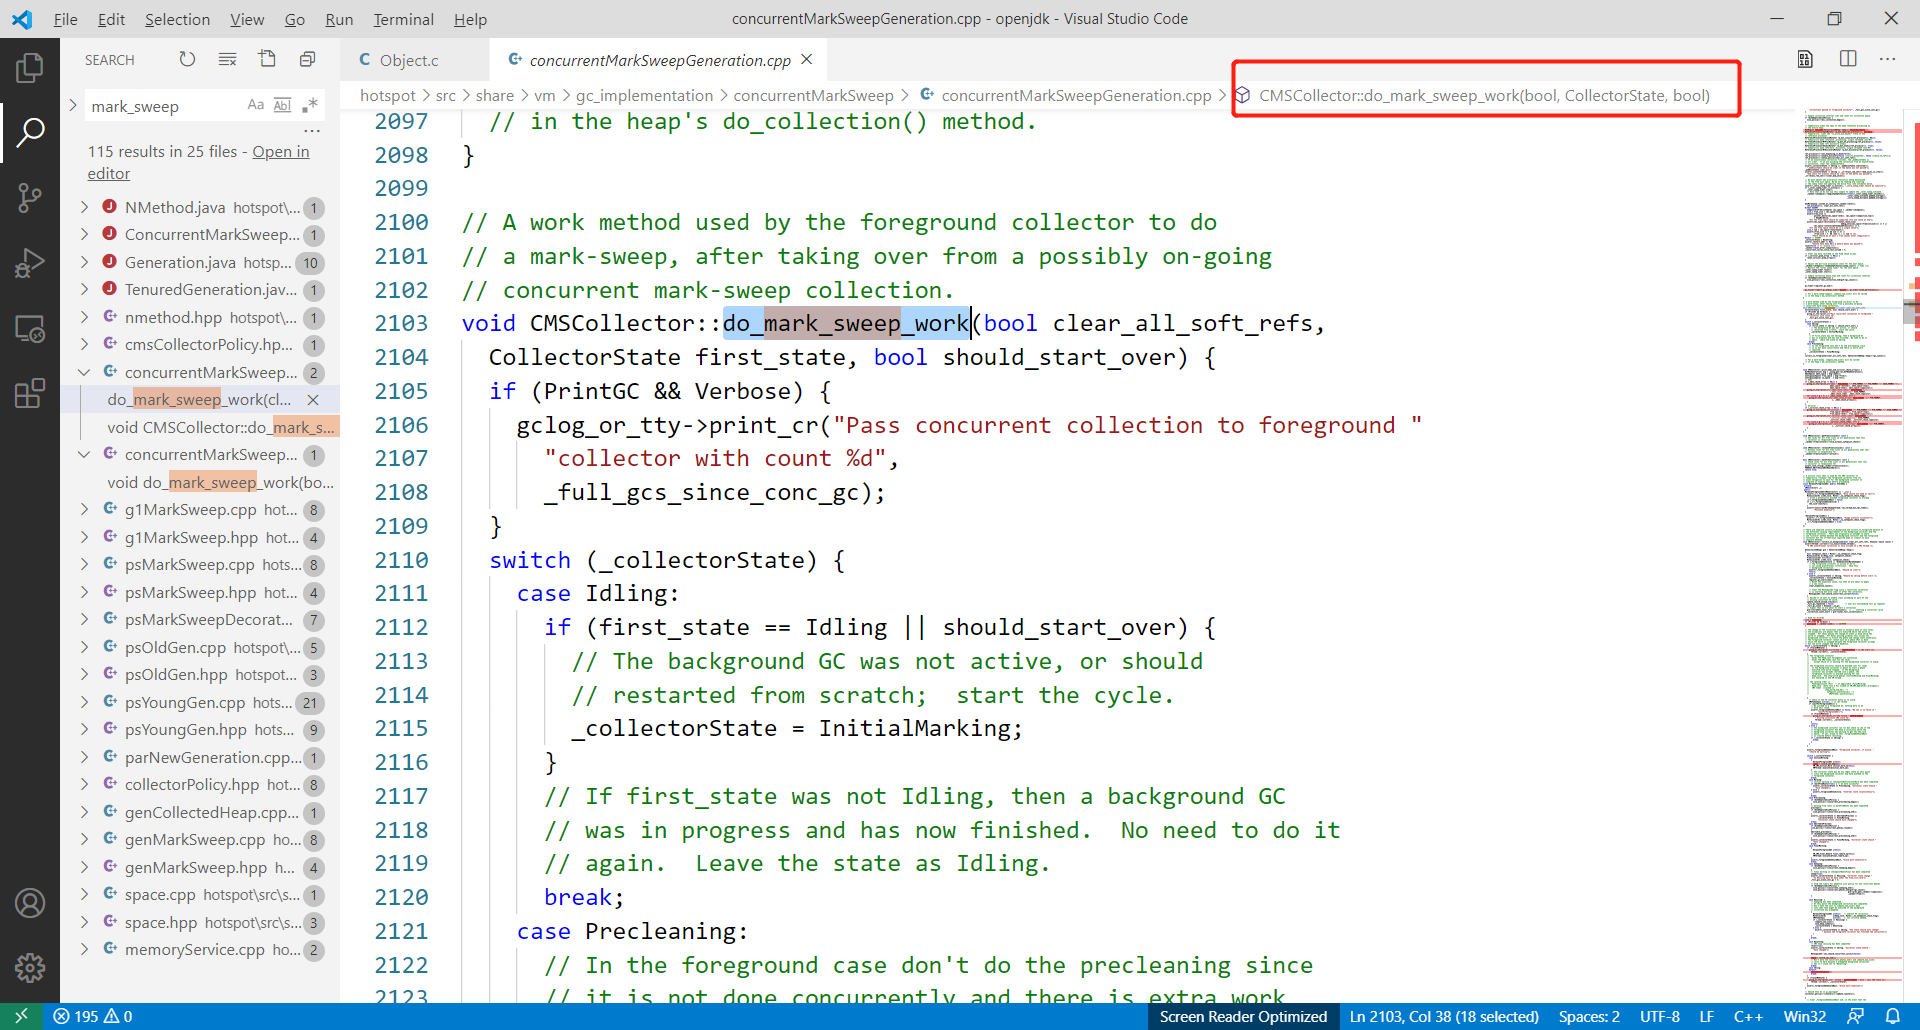 File Edit Selection View Go Run Terminal Help
concurrentMarkSweepGeneration.cpp - openjdk - Visual Studio Code
SEARCH
mark_sweep
Aa Abl .*
115 results in 25 files - Open in
editor
NMethod.java hotspot\... 1
ConcurrentMarkSweep... 1
Generation.java hotsp... 10
TenuredGeneration.jav... 1
nmethod.hpp hotspot\... 1
cmsCollectorPolicy.hp... 1
concurrentMarkSweep... 2
do_mark_sweep_work(cl...
void CMSCollector::do_mark_s...
concurrentMarkSweep... 1
void do_mark_sweep_work(bo...
g1MarkSweep.cpp hot... 8
g1MarkSweep.hpp hot... 4
psMarkSweep.cpp hots... 8
psMarkSweep.hpp hots... 4
psMarkSweepDecorat... 7
psOldGen.cpp hotspot\... 5
psOldGen.hpp hotspot... 3
psYoungGen.cpp hots... 21
psYoungGen.hpp hots... 9
parNewGeneration.cpp... 1
collectorPolicy.hpp hot... 8
genCollectedHeap.cpp... 1
genMarkSweep.cpp hot... 8
genMarkSweep.hpp h... 4
space.cpp hotspot\src\s... 1
space.hpp hotspot\src\s... 3
memoryService.cpp ho... 2
C Object.c
concurrentMarkSweepGeneration.cpp
hotspot > src > share > vm > gc_implementation > concurrentMarkSweep > concurrentMarkSweepGeneration.cpp > CMSCollector::do_mark_sweep_work(bool, CollectorState, bool)
2097 // in the heap's do_collection() method.
2098 }
2099
2100 // A work method used by the foreground collector to do
2101 // a mark-sweep, after taking over from a possibly on-going
2102 // concurrent mark-sweep collection.
2103 void CMSCollector::do_mark_sweep_work(bool clear_all_soft_refs,
2104 CollectorState first_state, bool should_start_over) {
2105 if (PrintGC && Verbose) {
2106 gclog_or_tty->print_cr("Pass concurrent collection to foreground "
2107 "collector with count %d",
2108 _full_gcs_since_conc_gc);
2109 }
2110 switch (_collectorState) {
2111 case Idling:
2112 if (first_state == Idling || should_start_over) {
2113 // The background GC was not active, or should
2114 // restarted from scratch;  start the cycle.
2115 _collectorState = InitialMarking;
2116 }
2117 // If first_state was not Idling, then a background GC
2118 // was in progress and has now finished.  No need to do it
2119 // again.  Leave the state as Idling.
2120 break;
2121 case Precleaning:
2122 // In the foreground case don't do the precleaning since
2123 // it is not done concurrently and there is extra work
195 0
Screen Reader Optimized Ln 2103, Col 38 (18 selected) Spaces: 2 UTF-8 LF C++ Win32